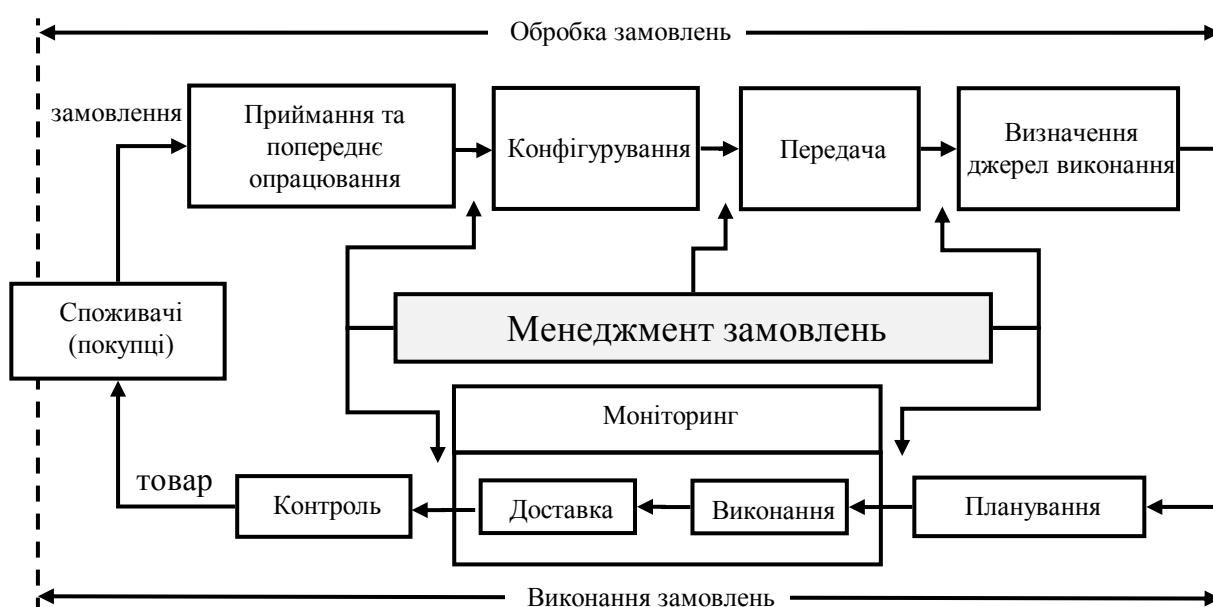 Обробка замовлень
замовлення
Приймання та
попереднє
опрацювання
Конфігурування
Передача
Визначення
джерел виконання
Споживачі
(покупці)
Менеджмент замовлень
Моніторинг
товар
Контроль
Доставка
Виконання
Планування
Виконання замовлень